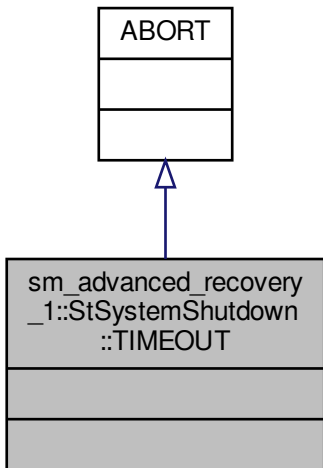 ABORT
sm_advanced_recovery
_1::StSystemShutdown
::TIMEOUT